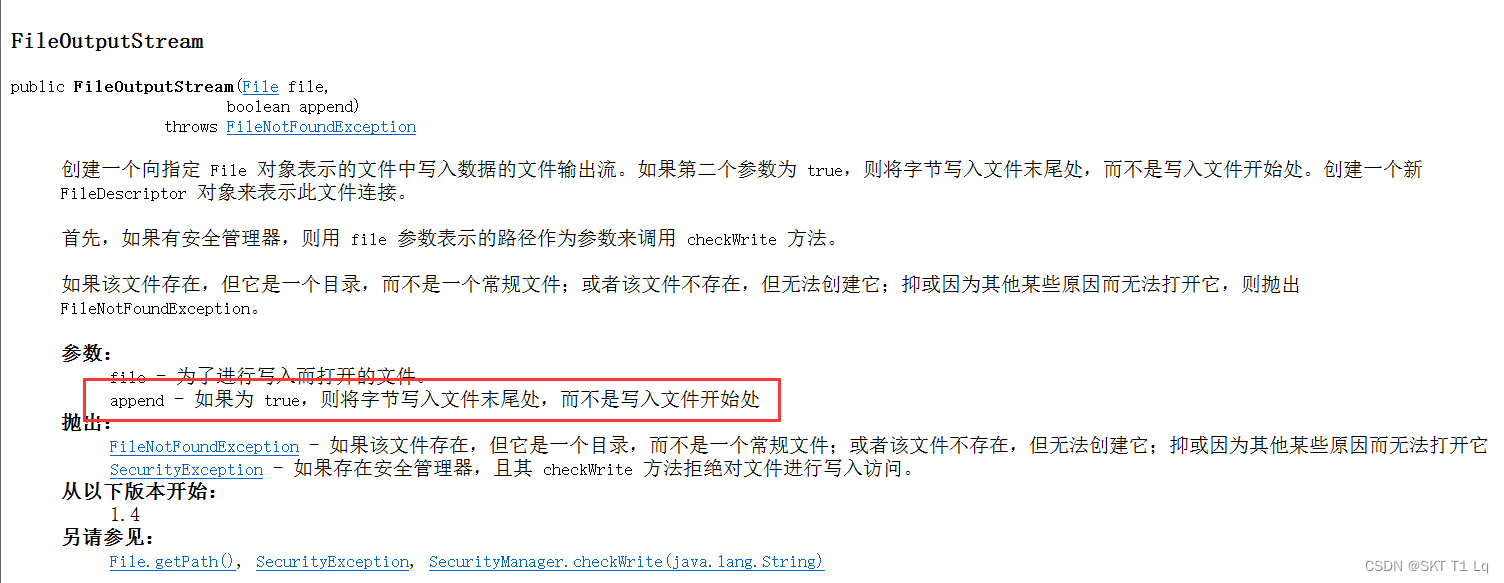 FileOutputStream
public FileOutputStream(File file,
boolean append)
throws FileNotFoundException
创建一个向指定 File 对象表示的文件中写入数据的文件输出流。如果第二个参数为 true，则将字节写入文件末尾处，而不是写入文件开始处。创建一个新
FileDescriptor 对象来表示此文件连接。
首先，如果有安全管理器，则用 file 参数表示的路径作为参数来调用 checkWrite 方法。
如果该文件存在，但它是一个目录，而不是一个常规文件；或者该文件不存在，但无法创建它；抑或因为其他某些原因而无法打开它，则抛出
FileNotFoundException。
参数：
file - 为了进行写入而打开的文件。
append - 如果为 true，则将字节写入文件末尾处，而不是写入文件开始处
抛出：
FileNotFoundException - 如果该文件存在，但它是一个目录，而不是一个常规文件；或者该文件不存在，但无法创建它；抑或因为其他某些原因而无法打开它
SecurityException - 如果存在安全管理器，且其 checkWrite 方法拒绝对文件进行写入访问。
从以下版本开始：
1.4
另请参见：
File.getPath(), SecurityException, SecurityManager.checkWrite(java.lang.String)
CSDN @SKT T1 Lq